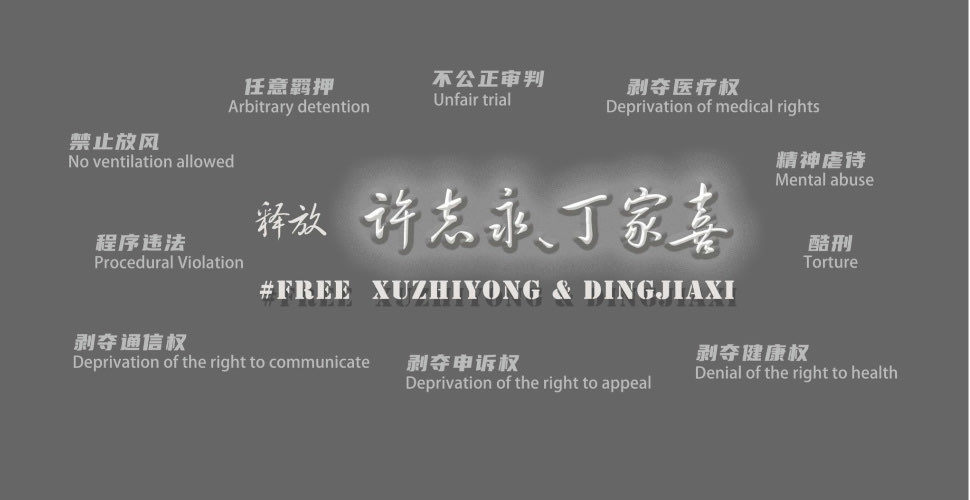 任意羁押
Arbitrary detention
不公正审判
Unfair trial
剥夺医疗权
Deprivation of medical rights
禁止放风
No ventilation allowed
精神虐待
Mental abuse
释放 许志永、丁家喜
程序违法
Procedural Violation
酷刑
Torture
#FREE XUZHIYONG & DINGJIAXI
剥夺通信权
Deprivation of the right to communicate
剥夺申诉权
Deprivation of the right to appeal
剥夺健康权
Denial of the right to health